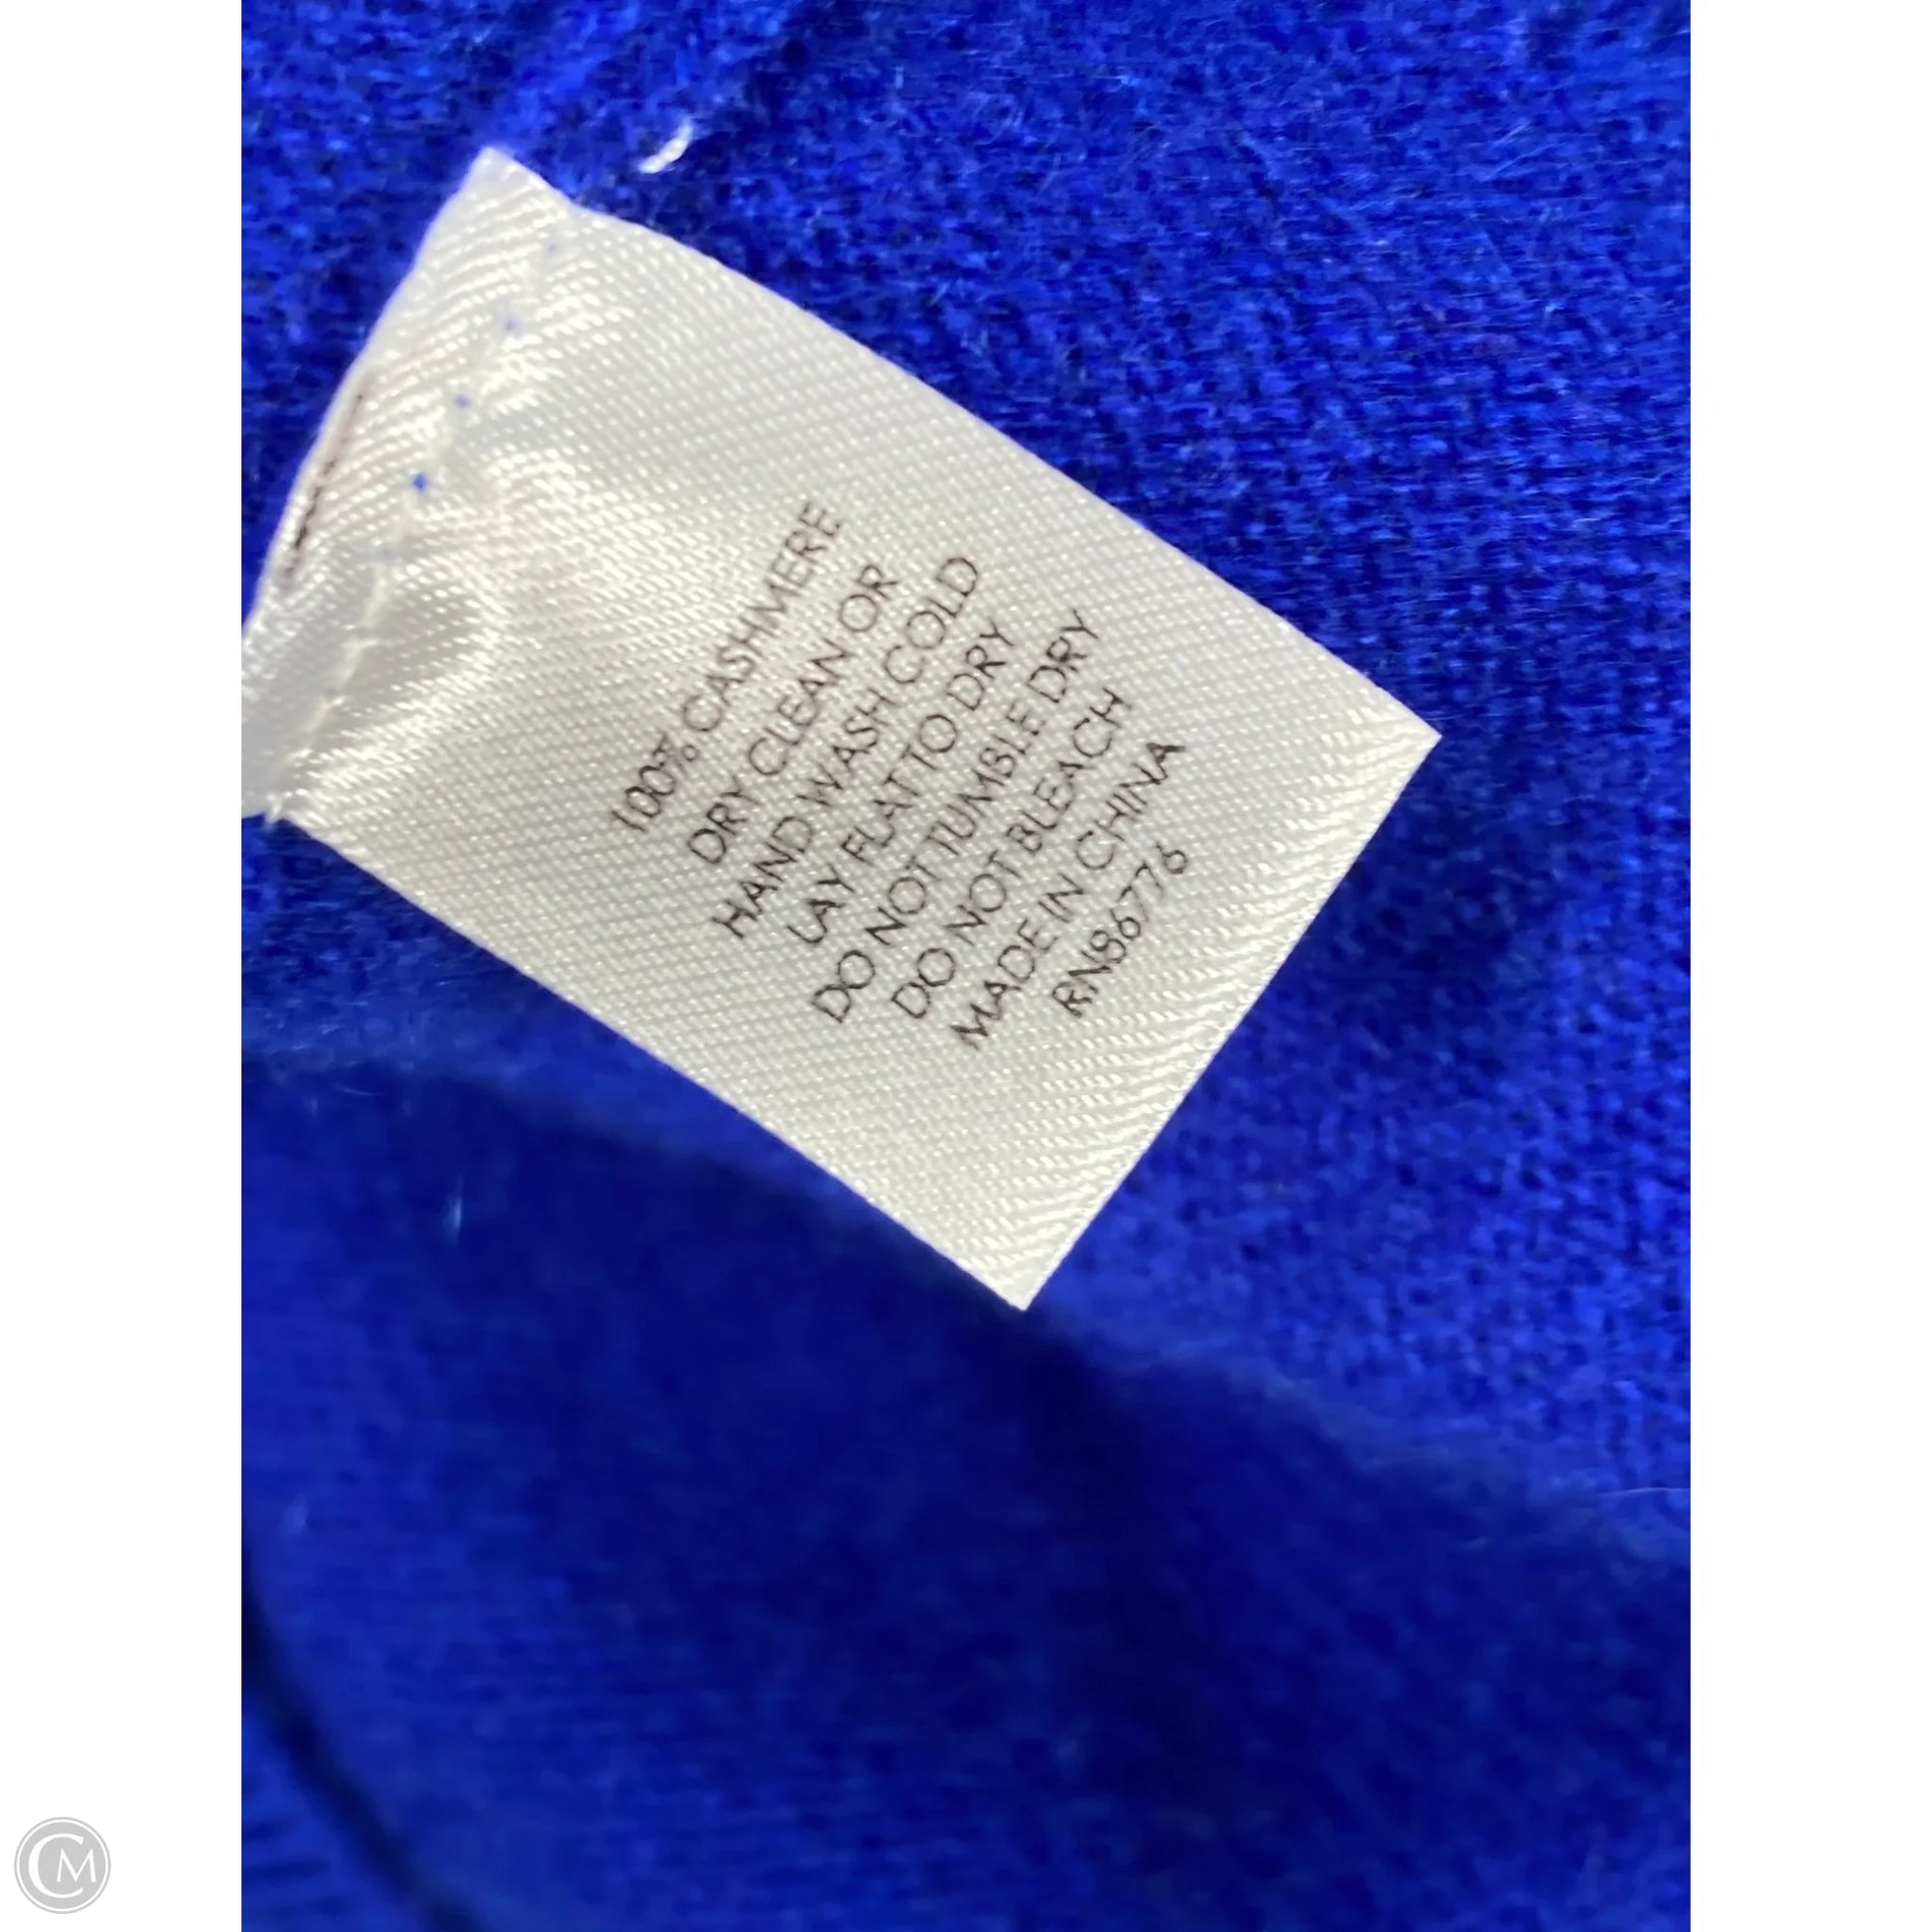 100% CASHMERE
DRY CLEAN OR
HAND WASH COLD
LAY FLAT TO DRY
DO NOT TUMBLE DRY
DO NOT BLEACH
MADE IN CHINA
RN86776
CM